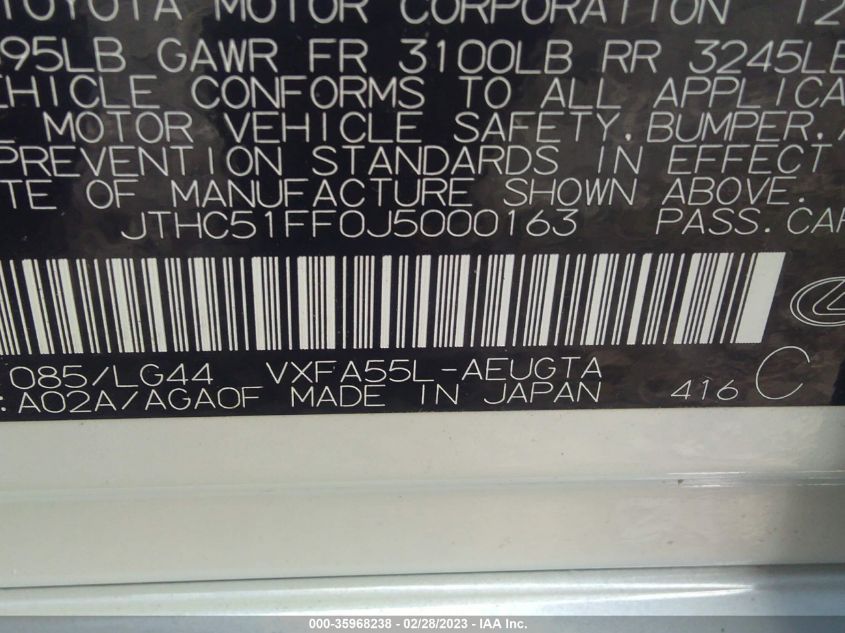 TOYOTA MOTOR CORPORATION 12
95LB GAWR FR 3100LB RR 3245LB
EHICLE CONFORMS TO ALL APPLICA
L MOTOR VEHICLE SAFETY, BUMPER, A
PREVENTION STANDARDS IN EFFECT
TE OF MANUFACTURE SHOWN ABOVE.
JTHC51FF0J5000163 PASS. CAR
085/LG44 VXFA55L-AEUGTA
: A02A/AGA0F MADE IN JAPAN 416 C
000-35968238 - 02/28/2023 - IAA Inc.